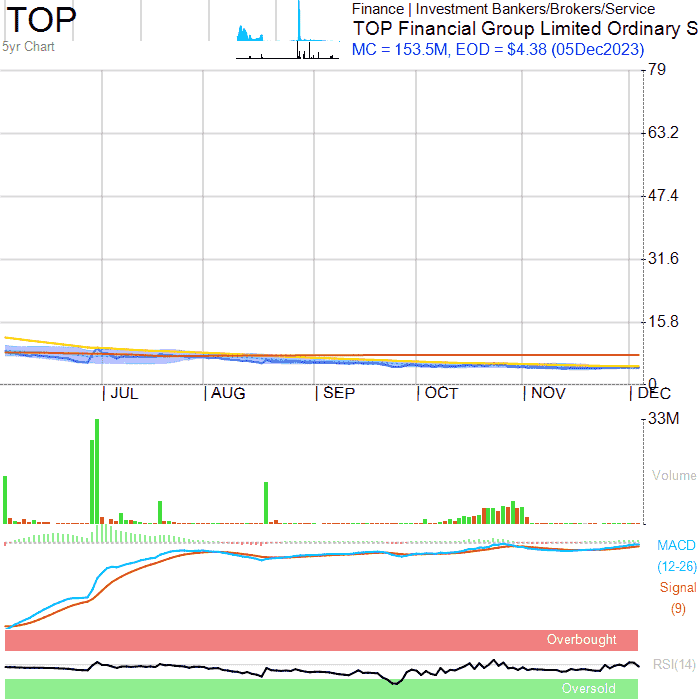 TOP
5yr Chart
Finance | Investment Bankers/Brokers/Service
TOP Financial Group Limited Ordinary S
MC = 153.5M, EOD = $4.38 (05Dec2023)
79
63.2
47.4
31.6
15.8
0
JUL AUG SEP OCT NOV DEC
33M
Volume
MACD
(12-26)
Signal
(9)
Overbought
RSI(14)
Oversold